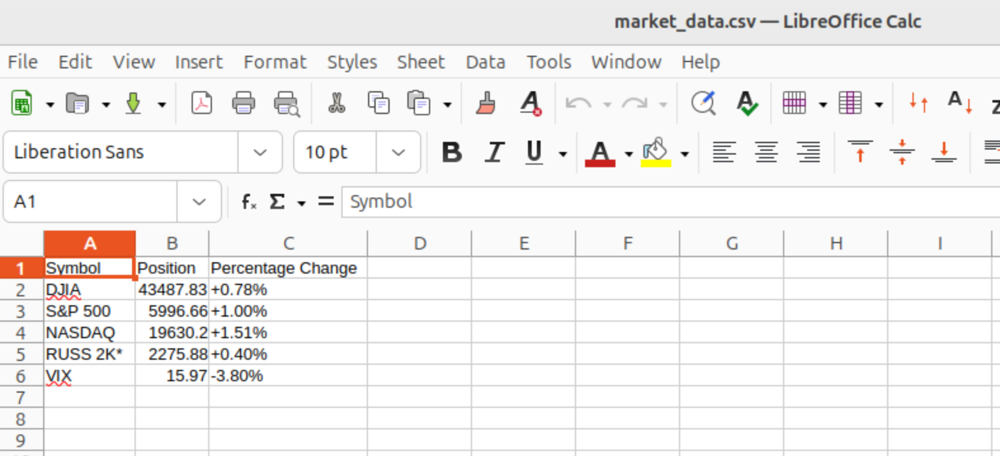 market_data.csv — LibreOffice Calc
File Edit View Insert Format Styles Sheet Data Tools Window Help
Liberation Sans 10 pt B I U A
A1 fx Σ = Symbol
A B C D E F G H I
1 Symbol Position Percentage Change
2 DJIA 43487.83 +0.78%
3 S&P 500 5996.66 +1.00%
4 NASDAQ 19630.2 +1.51%
5 RUSS 2K* 2275.88 +0.40%
6 VIX 15.97 -3.80%
7
8
9